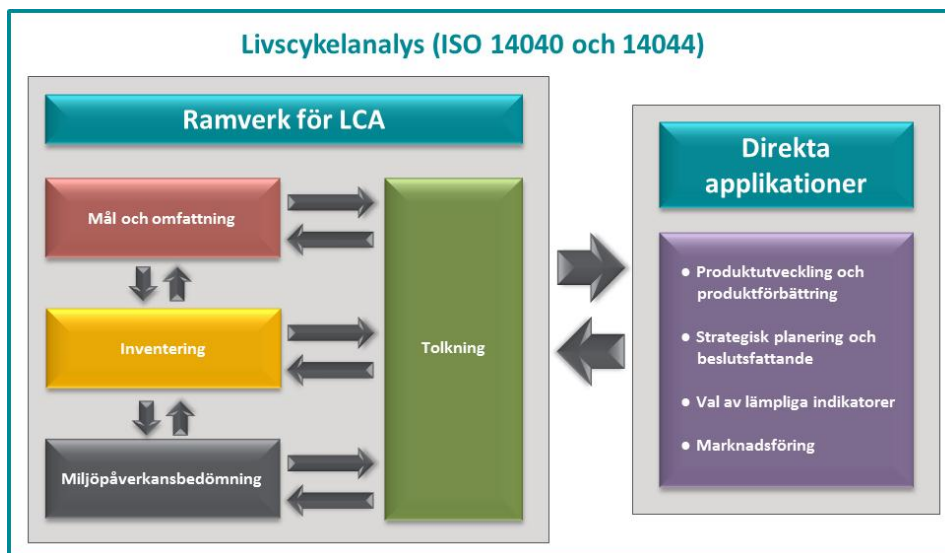 Livscykelanalys (ISO 14040 och 14044)
Ramverk för LCA
Mål och omfattning
Inventering
Miljöpåverkansbedömning
Tolkning
Direkta
applikationer
● Produktutveckling och
produktförbättring
● Strategisk planering och
beslutsfattande
● Val av lämpliga indikatorer
● Marknadsföring